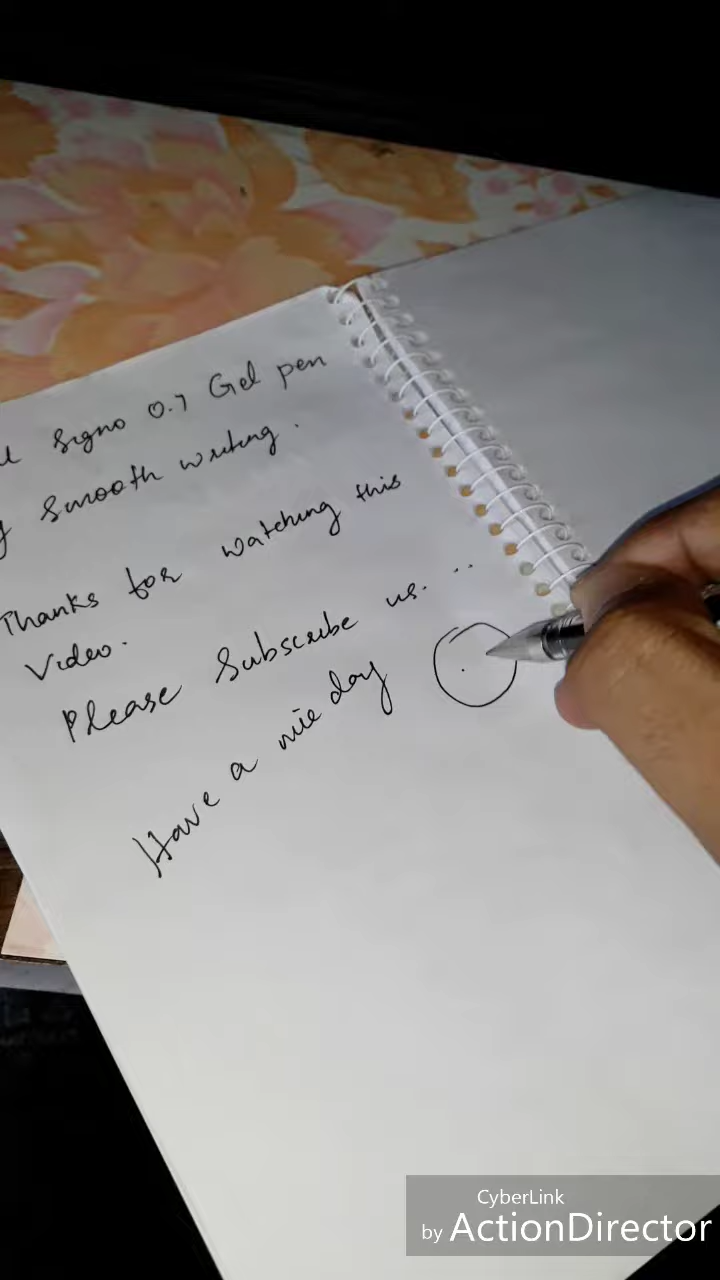 Signo 0.7 Gel pen
smooth writing.
Thanks for watching this
Video.
Please Subscribe us...
Have a nice day
CyberLink
by ActionDirector